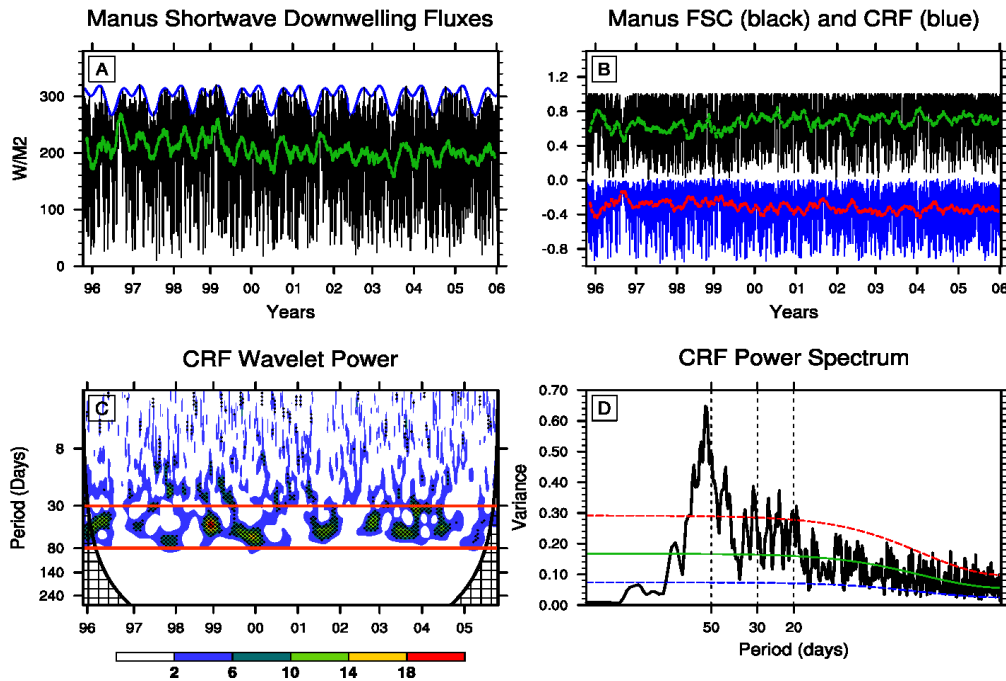 Manus Shortwave Downwelling Fluxes
Manus FSC (black) and CRF (blue)
A
W/M2
300
200
100
0
96 97 98 99 00 01 02 03 04 05 06
Years
B
1.2
0.8
0.4
0.0
-0.4
-0.8
96 97 98 99 00 01 02 03 04 05 06
Years
CRF Wavelet Power
CRF Power Spectrum
C
Period (Days)
8
30
80
140
240
96 97 98 99 00 01 02 03 04 05
2 6 10 14 18
D
Variance
0.70
0.60
0.50
0.40
0.30
0.20
0.10
0.00
50 30 20
Period (days)